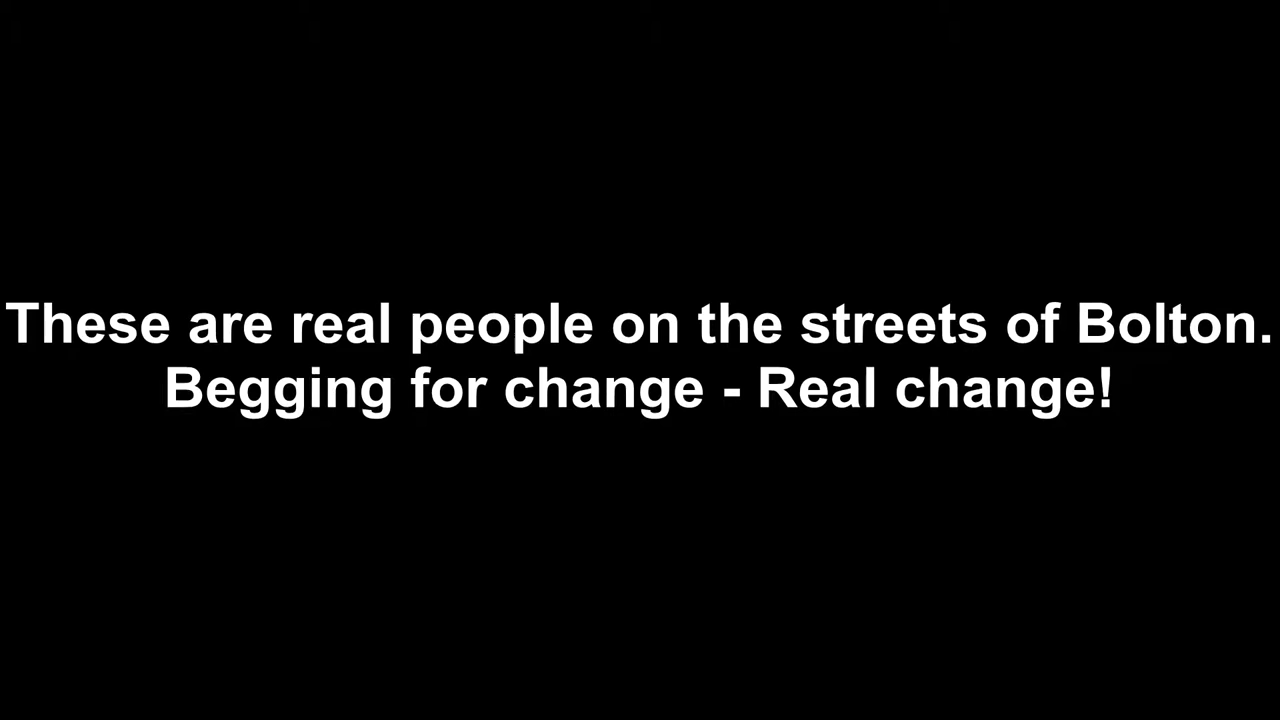 These are real people on the streets of Bolton.
Begging for change - Real change!